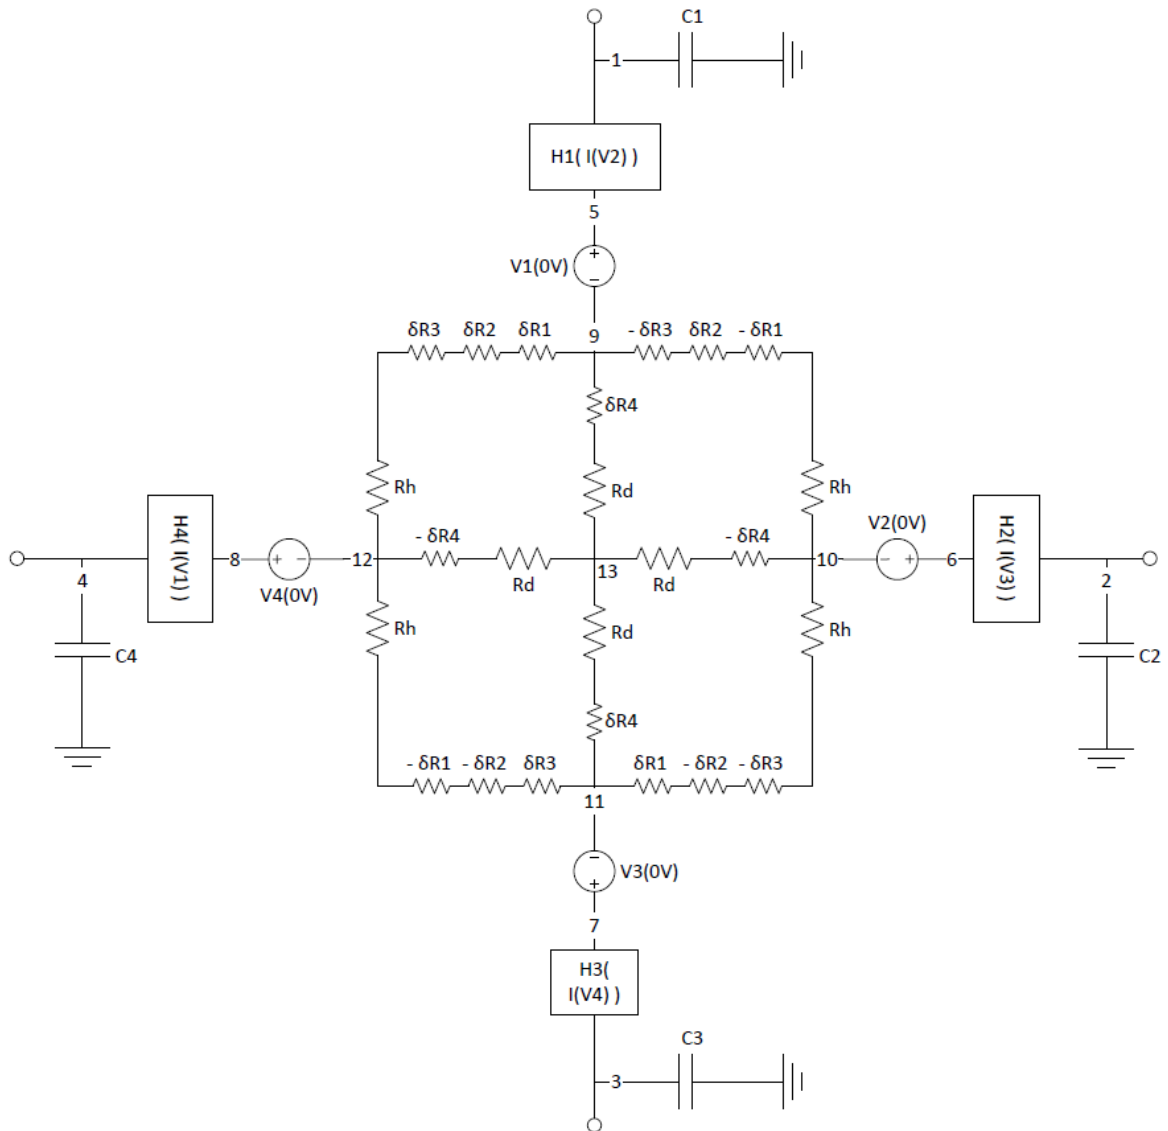 C1
1
H1( I(V2) )
5
V1(0V)
+
−
δR3 δR2 δR1 9 - δR3 δR2 - δR1
δR4
Rh Rd Rh
H4( I(V1) ) 8 + − 12 - δR4 - δR4 V2(0V) H2( I(V3) )
4 V4(0V) Rd 13 Rd 10 − + 6 2
C4 Rh Rd Rh C2
δR4
- δR1 - δR2 δR3 δR1 - δR2 - δR3
11
−
+
V3(0V)
7
H3(
I(V4) )
C3
3